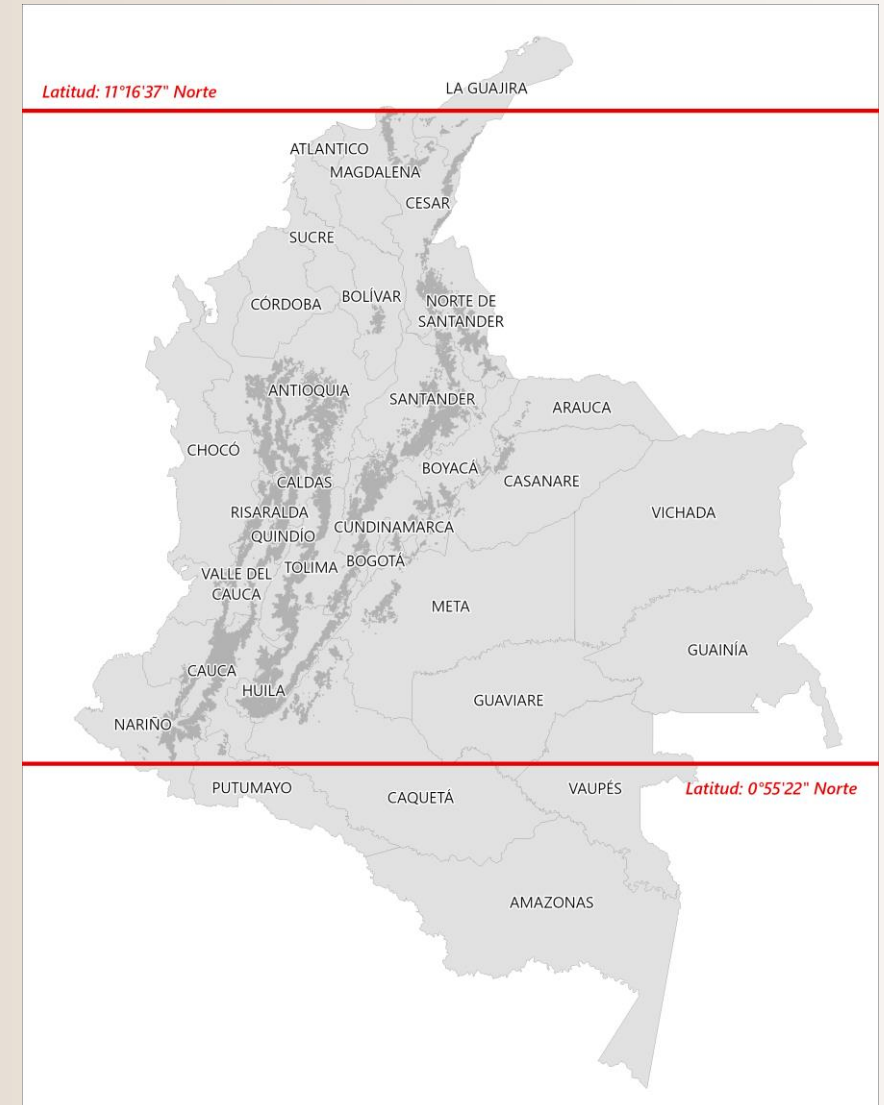 LA GUAJIRA
Latitud: 11°16'37" Norte
ATLANTICO
MAGDALENA
CESAR
SUCRE
BOLÍVAR
CÓRDOBA
NORTE DE
SANTANDER
ANTIOQUIA
SANTANDER
ARAUCA
CHOCÓ
BOYACÁ
CALDAS
CASANARE
RISARALDA
VICHADA
CUNDINAMARCA
QUINDÍO
BOGOTÁ
TOLIMA
VALLE DEL
CAUCA
META
GUAINÍA
CAUCA
HUILA
GUAVIARE
NARIÑO
PUTUMAYO
VAUPÉS
Latitud: 0°55'22" Norte
CAQUETÁ
AMAZONAS